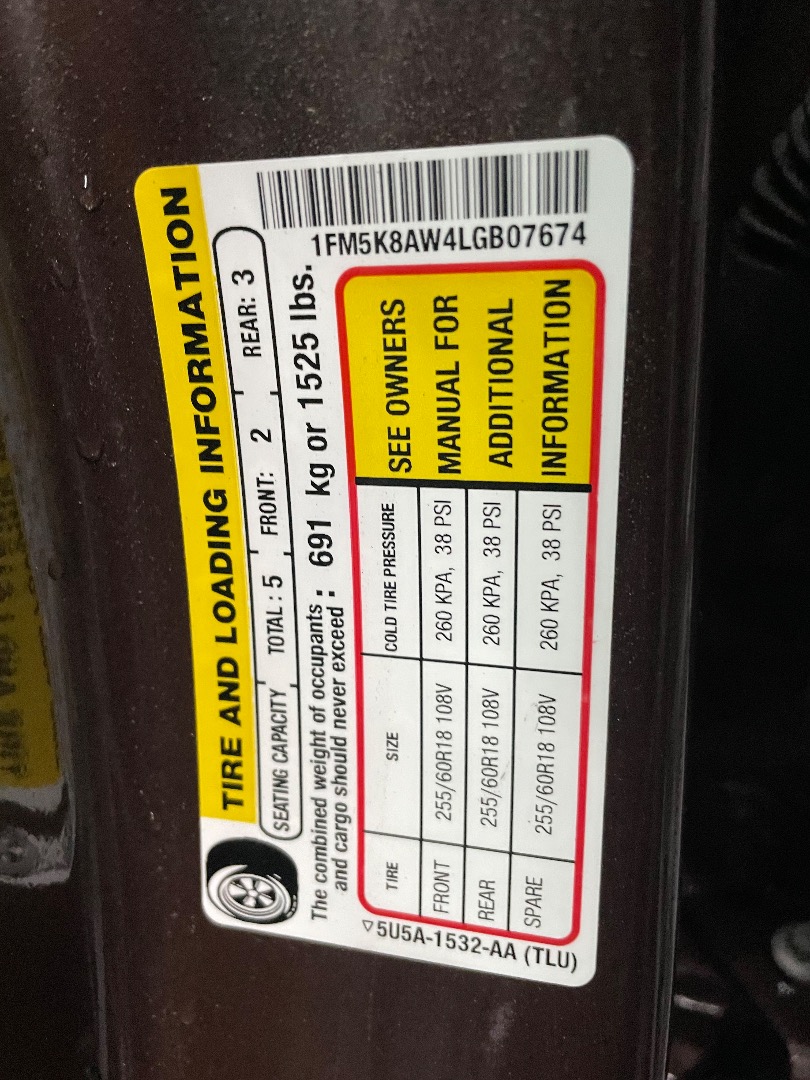 TIRE AND LOADING INFORMATION
SEATING CAPACITY TOTAL : 5 FRONT: 2 REAR: 3
The combined weight of occupants : 691 kg or 1525 lbs.
and cargo should never exceed :
1FM5K8AW4LGB07674
TIRE SIZE COLD TIRE PRESSURE
FRONT 255/60R18 108V 260 KPA, 38 PSI
REAR 255/60R18 108V 260 KPA, 38 PSI
SPARE 255/60R18 108V 260 KPA, 38 PSI
SEE OWNERS
MANUAL FOR
ADDITIONAL
INFORMATION
▽5U5A-1532-AA (TLU)